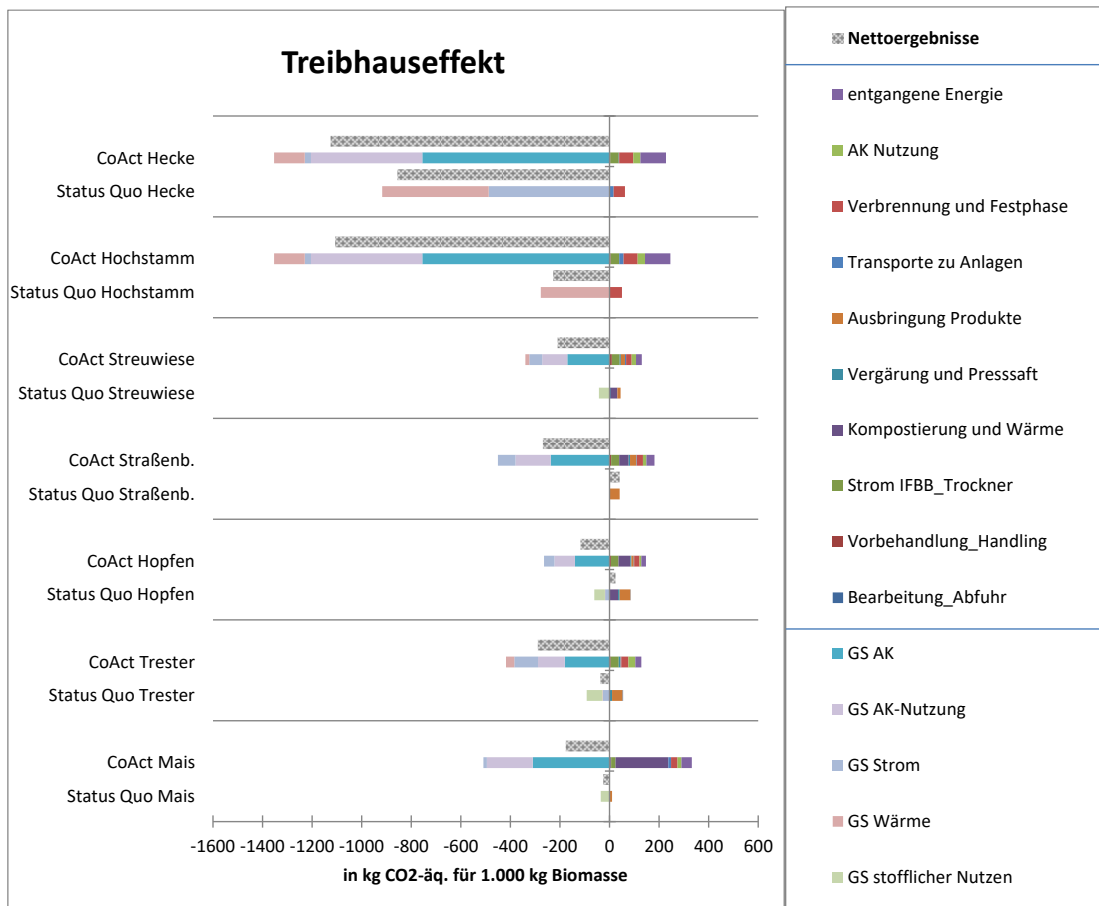 Treibhauseffekt
CoAct Hecke
Status Quo Hecke
CoAct Hochstamm
Status Quo Hochstamm
CoAct Streuwiese
Status Quo Streuwiese
CoAct Straßenb.
Status Quo Straßenb.
CoAct Hopfen
Status Quo Hopfen
CoAct Trester
Status Quo Trester
CoAct Mais
Status Quo Mais
-1600 -1400 -1200 -1000 -800 -600 -400 -200 0 200 400 600
in kg CO2-äq. für 1.000 kg Biomasse
Nettoergebnisse
entgangene Energie
AK Nutzung
Verbrennung und Festphase
Transporte zu Anlagen
Ausbringung Produkte
Vergärung und Presssaft
Kompostierung und Wärme
Strom IFBB_Trockner
Vorbehandlung_Handling
Bearbeitung_Abfuhr
GS AK
GS AK-Nutzung
GS Strom
GS Wärme
GS stofflicher Nutzen